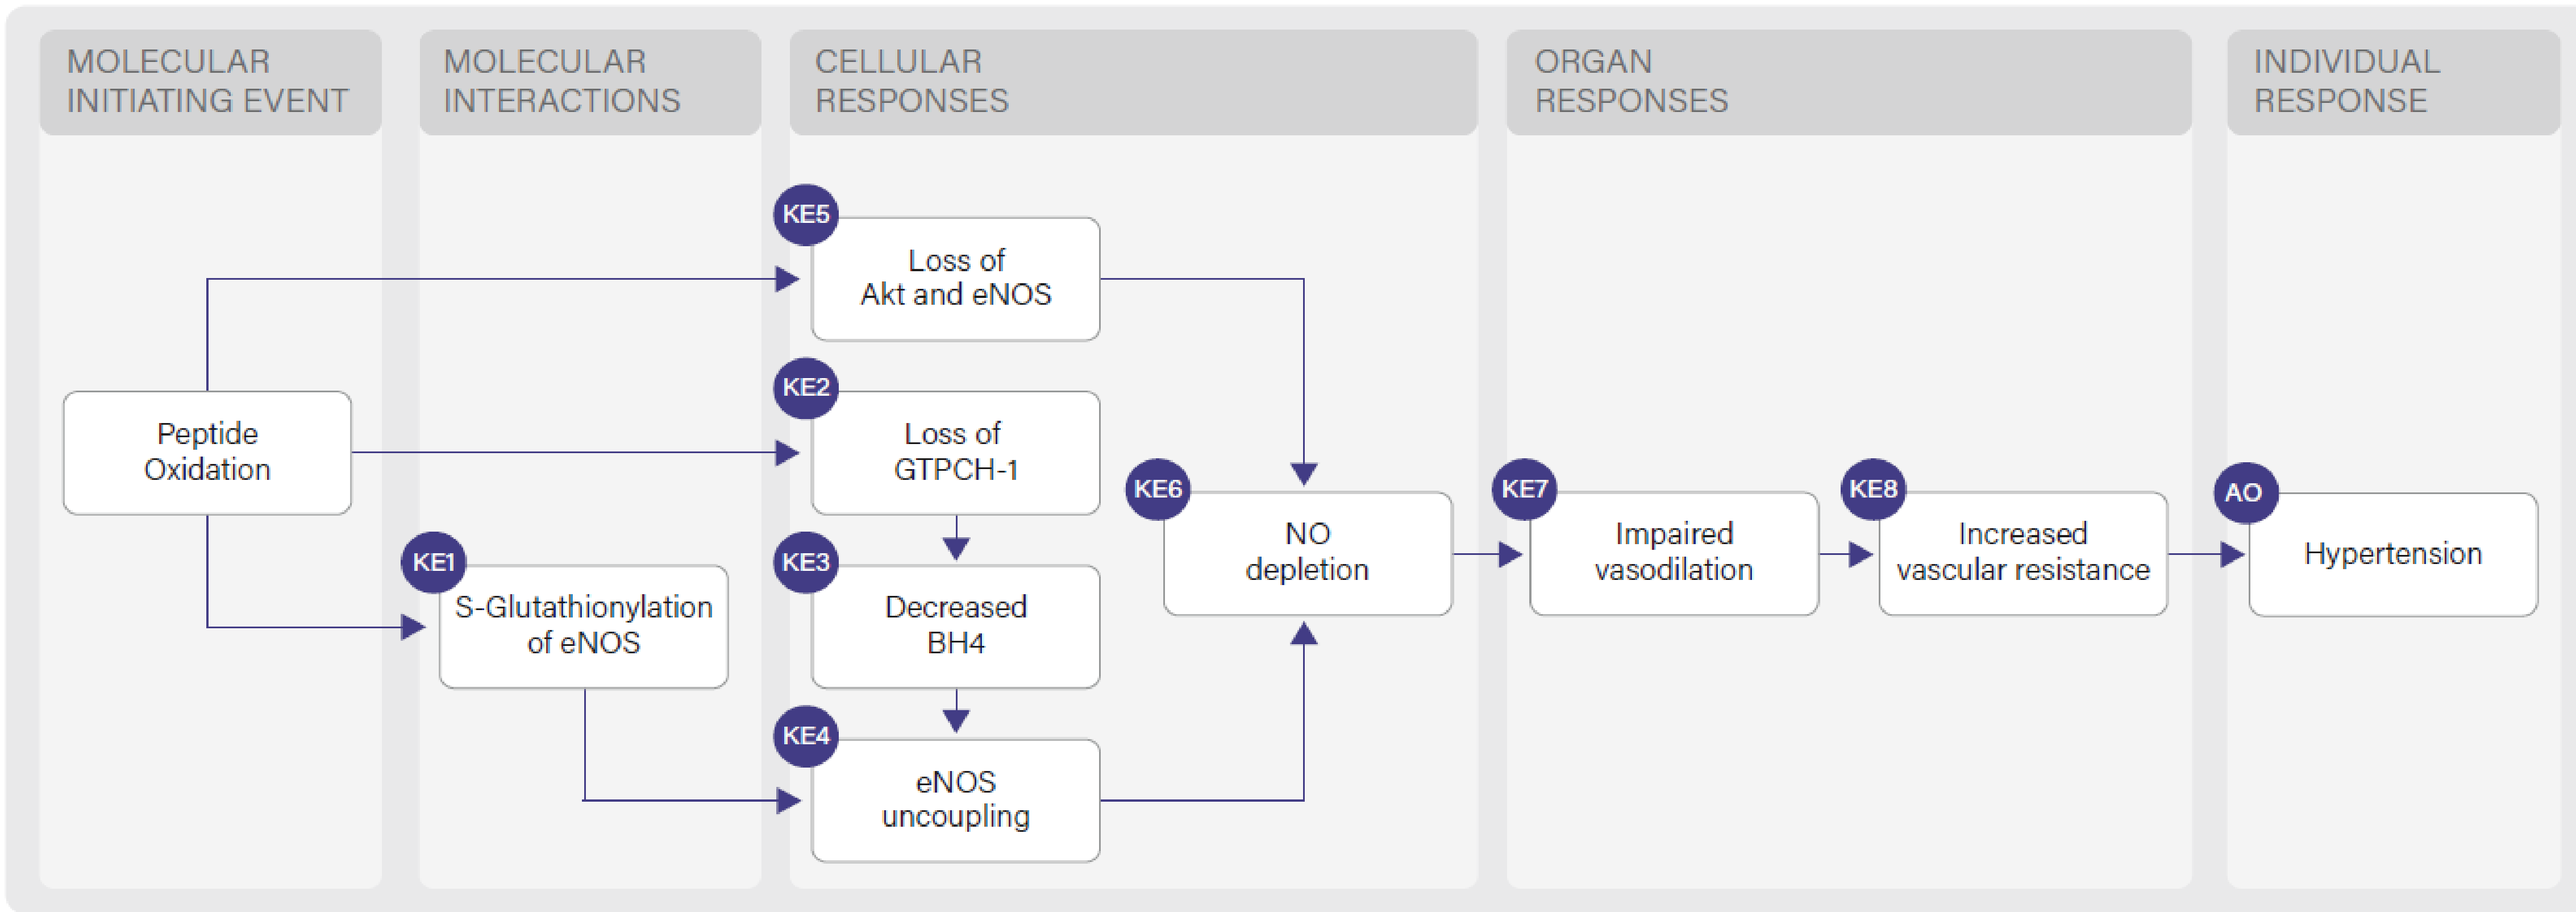 MOLECULAR
INITIATING EVENT
MOLECULAR
INTERACTIONS
CELLULAR
RESPONSES
ORGAN
RESPONSES
INDIVIDUAL
RESPONSE
Peptide
Oxidation
KE1
S-Glutathionylation
of eNOS
KE5
Loss of
Akt and eNOS
KE2
Loss of
GTPCH-1
KE3
Decreased
BH4
KE4
eNOS
uncoupling
KE6
NO
depletion
KE7
Impaired
vasodilation
KE8
Increased
vascular resistance
AO
Hypertension